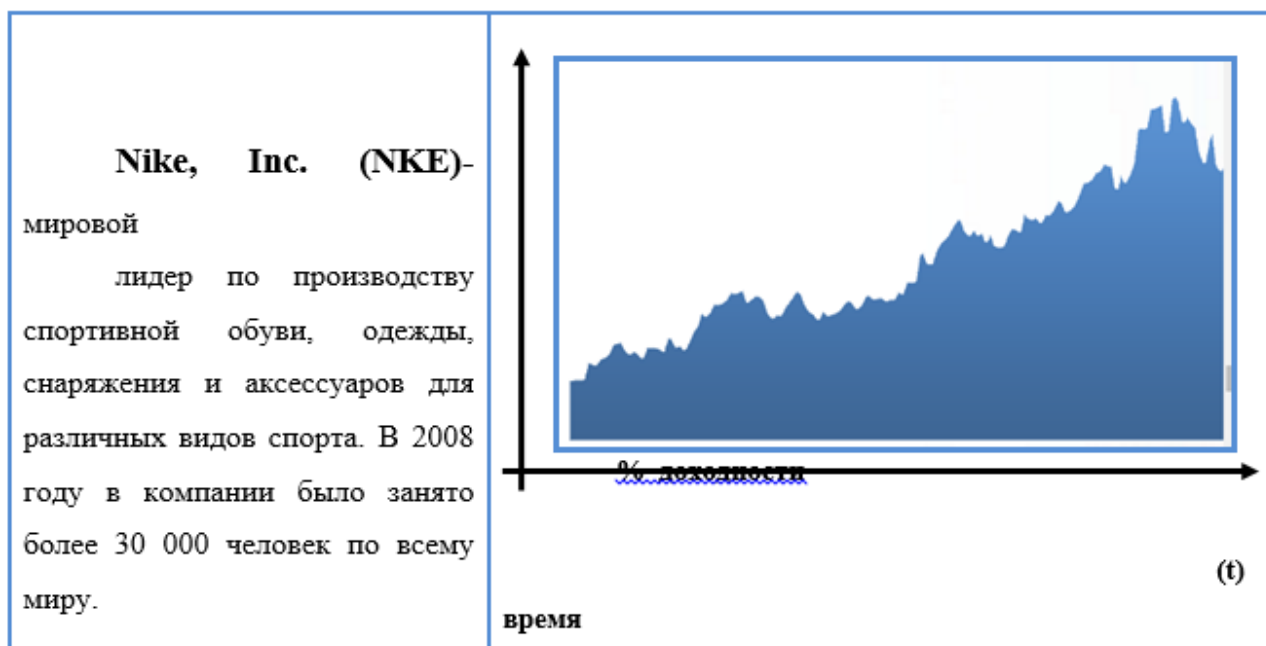 Nike, Inc. (NKE)-
мировой
лидер по производству
спортивной обуви, одежды,
снаряжения и аксессуаров для
различных видов спорта. В 2008
году в компании было занято
более 30 000 человек по всему
миру.
% доходности
(t)
время